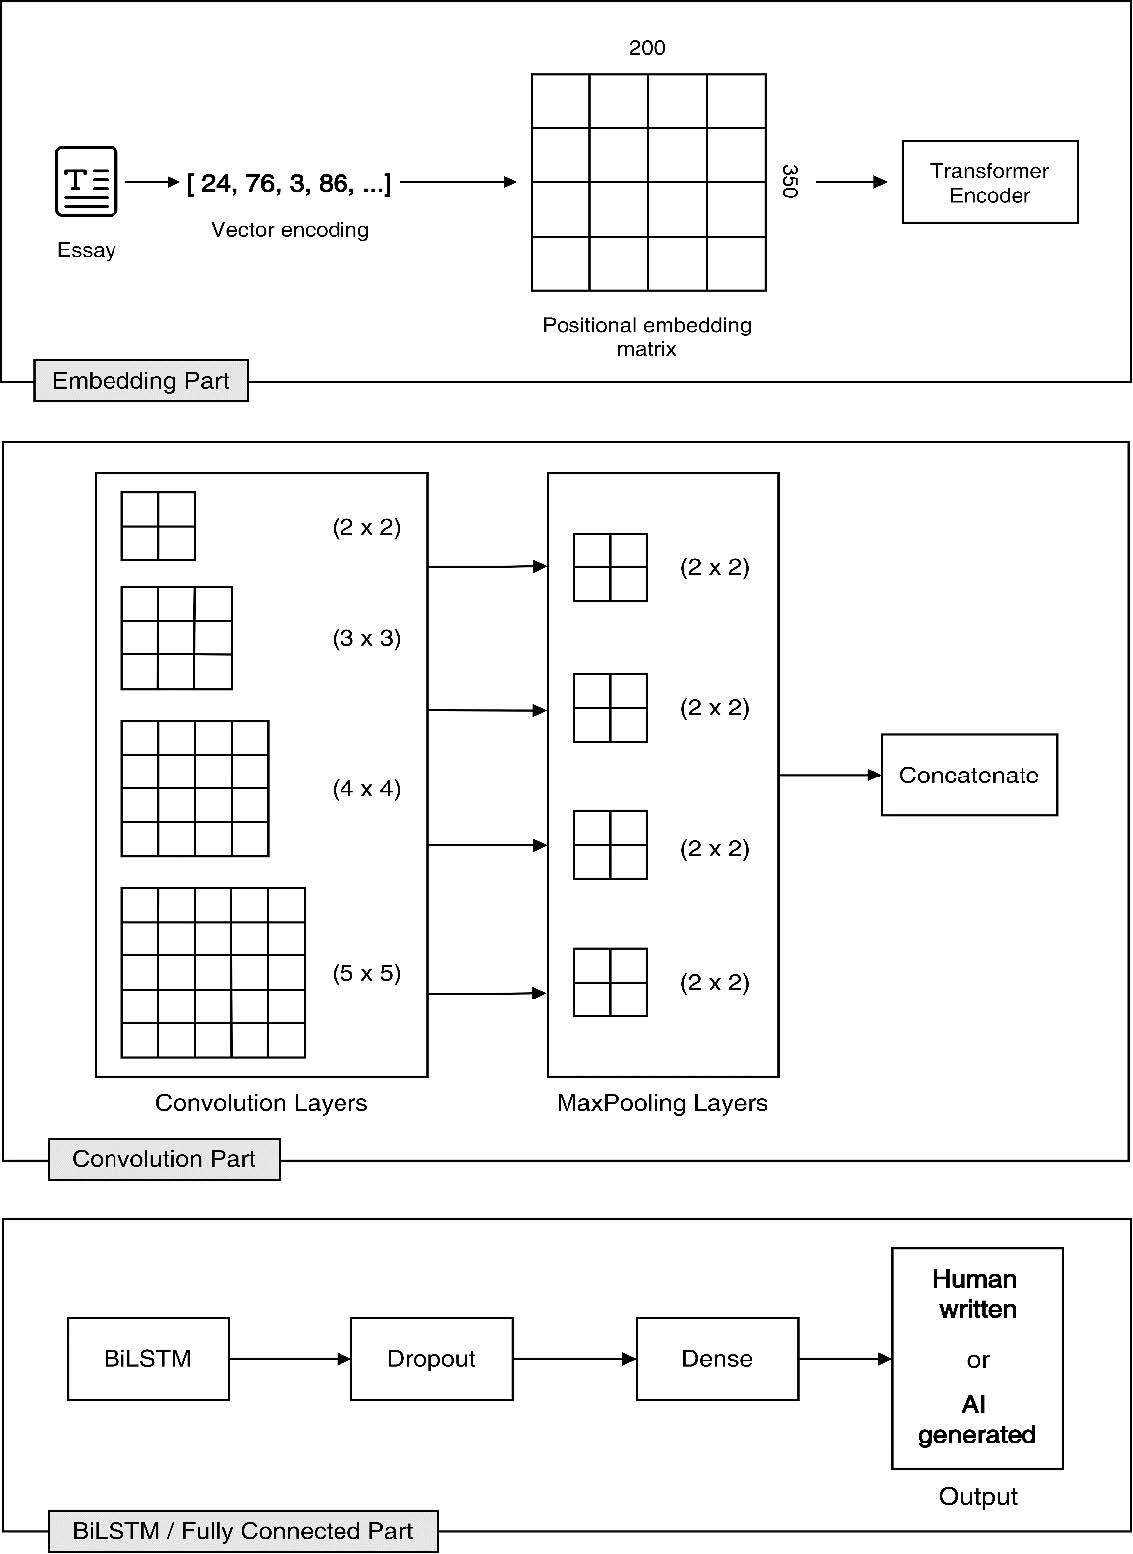 200
350
[ 24, 76, 3, 86, ...]
Transformer
Encoder
Vector encoding
Essay
Positional embedding
matrix
Embedding Part
(2 x 2)
(3 x 3)
(4 x 4)
(5 x 5)
Convolution Layers
(2 x 2)
(2 x 2)
(2 x 2)
(2 x 2)
MaxPooling Layers
Concatenate
Convolution Part
BiLSTM
Dropout
Dense
Human
written
or
AI
generated
Output
BiLSTM / Fully Connected Part